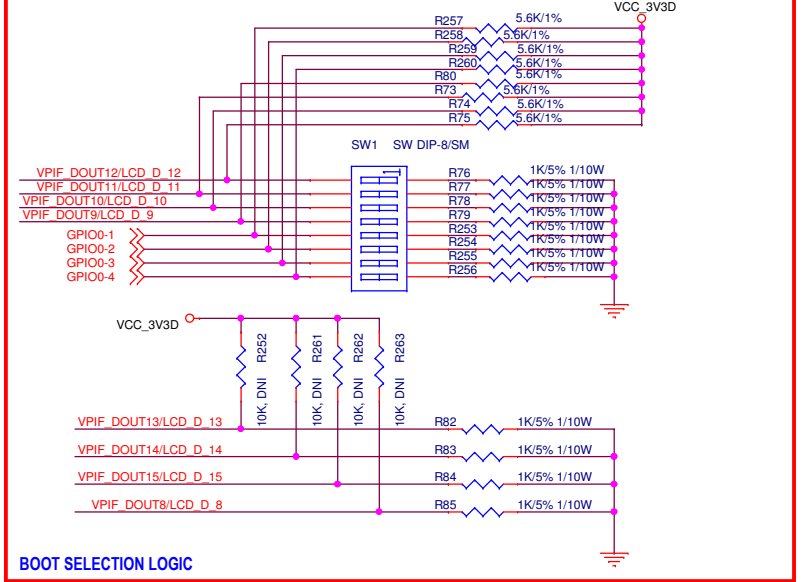 VCC_3V3D
R257 5.6K/1%
R258 5.6K/1%
R259 5.6K/1%
R260 5.6K/1%
R80 5.6K/1%
R73 5.6K/1%
R74 5.6K/1%
R75 5.6K/1%
SW1 SW DIP-8/SM
1
VPIF_DOUT12/LCD_D_12 R76 1K/5% 1/10W
VPIF_DOUT11/LCD_D_11 R77 1K/5% 1/10W
VPIF_DOUT10/LCD_D_10 R78 1K/5% 1/10W
VPIF_DOUT9/LCD_D_9 R79 1K/5% 1/10W
GPIO0-1 R253 1K/5% 1/10W
GPIO0-2 R254 1K/5% 1/10W
GPIO0-3 R255 1K/5% 1/10W
GPIO0-4 R256 1K/5% 1/10W
VCC_3V3D
10K, DNI R252
10K, DNI R261
10K, DNI R262
10K, DNI R263
VPIF_DOUT13/LCD_D_13 R82 1K/5% 1/10W
VPIF_DOUT14/LCD_D_14 R83 1K/5% 1/10W
VPIF_DOUT15/LCD_D_15 R84 1K/5% 1/10W
VPIF_DOUT8/LCD_D_8 R85 1K/5% 1/10W
BOOT SELECTION LOGIC